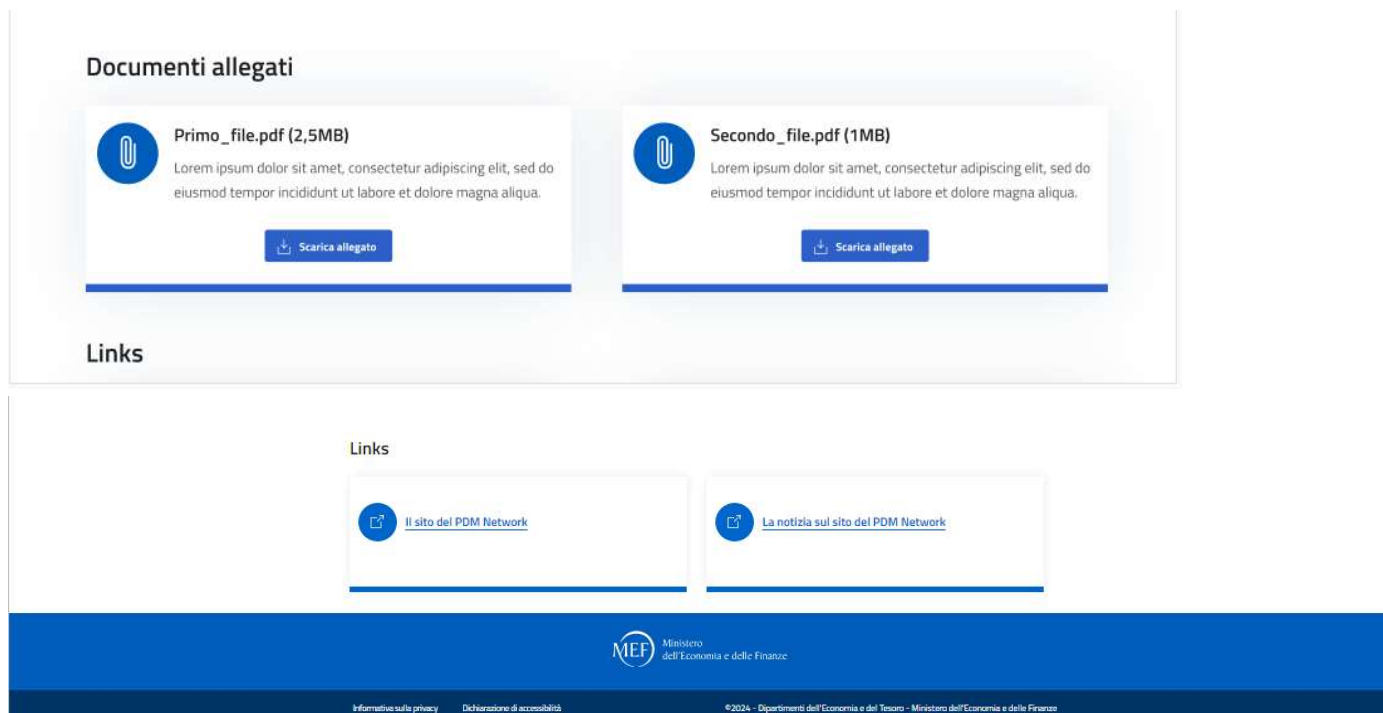 Documenti allegati
Primo_file.pdf (2,5MB)
Lorem ipsum dolor sit amet, consectetur adipiscing elit, sed do
eiusmod tempor incididunt ut labore et dolore magna aliqua.
Scarica allegato
Secondo_file.pdf (1MB)
Lorem ipsum dolor sit amet, consectetur adipiscing elit, sed do
eiusmod tempor incididunt ut labore et dolore magna aliqua.
Scarica allegato
Links
Links
Il sito del PDM Network
La notizia sul sito del PDM Network
MEF
Ministero
dell'Economia e delle Finanze
Informativa sulla privacy
Dichiarazione di accessibilità
©2024 - Dipartimenti dell'Economia e del Tesoro - Ministero dell'Economia e delle Finanze